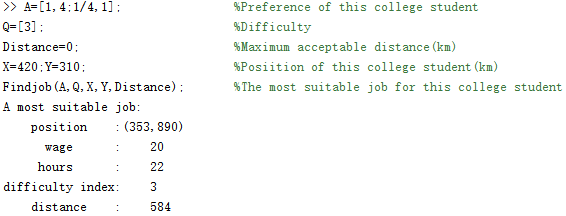 >> A=[1,4;1/4,1]; %Preference of this college student
Q=[3]; %Difficulty
Distance=0; %Maximum acceptable distance(km)
X=420;Y=310; %Posiition of this college student(km)
Findjob(A,Q,X,Y,Distance); %The most suitable job for this college student
A most suitable job:
position :(353,890)
wage : 20
hours : 22
difficulty index: 3
distance : 584